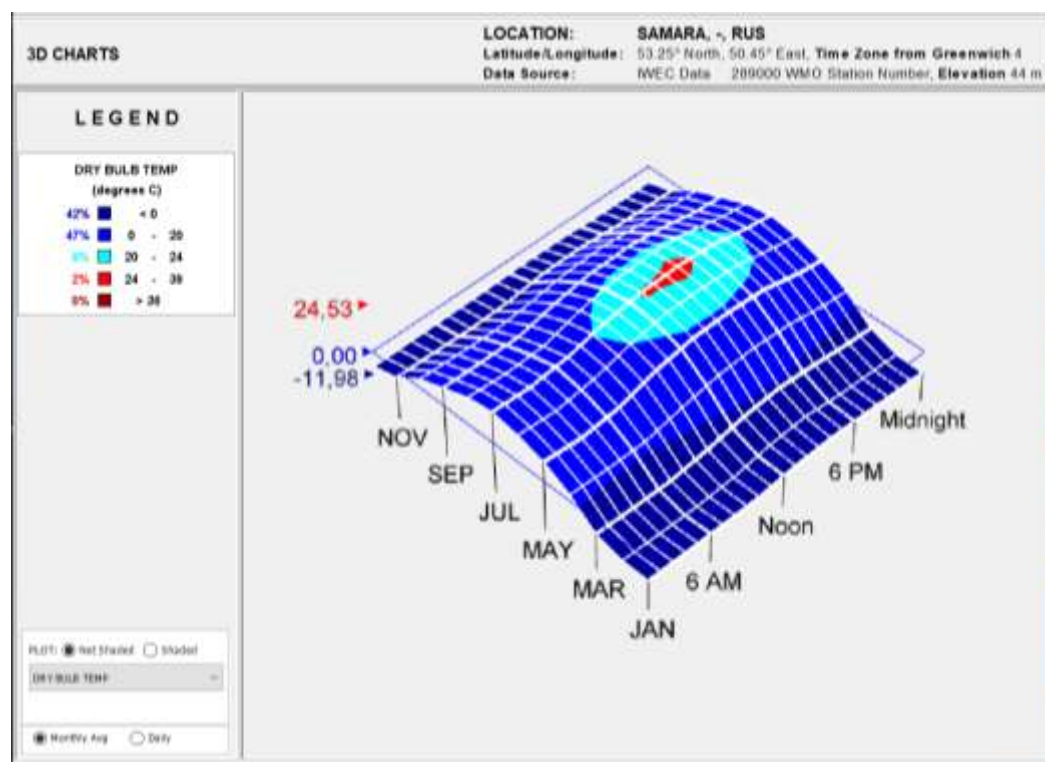 3D CHARTS
LOCATION: SAMARA, -, RUS
Latitude/Longitude: 53.25° North, 50.45° East, Time Zone from Greenwich 4
Data Source: IWEC Data 289000 WMO Station Number, Elevation 44 m
LEGEND
DRY BULB TEMP
(degrees C)
42% < 0
47% 0 - 20
20 - 24
2% 24 - 38
0% > 38
24,53
0,00
-11,98
NOV
SEP
JUL
MAY
MAR
JAN
6 AM
Noon
6 PM
Midnight
PLOT: Not Shaded Shaded
DRY BULB TEMP
Monthly Avg Daily